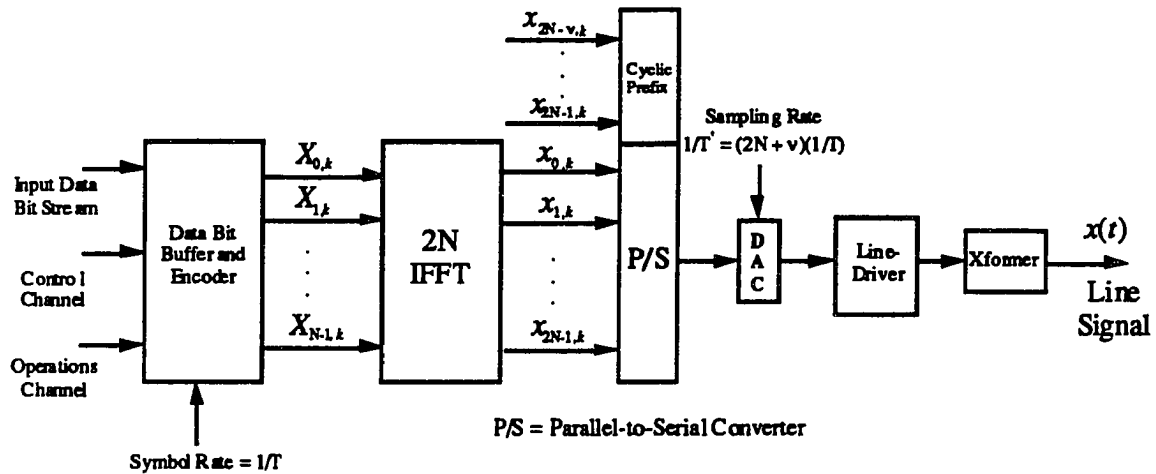 x2N-ν,k
Cyclic
Prefix
x2N-1,k
Sampling Rate
1/T' = (2N + ν)(1/T)
Input Data
Bit Stream
Control
Channel
Operations
Channel
Data Bit
Buffer and
Encoder
X0,k
X1,k
XN-1,k
2N
IFFT
x0,k
x1,k
x2N-1,k
P/S
D
A
C
Line-
Driver
Xformer
x(t)
Line
Signal
P/S = Parallel-to-Serial Converter
Symbol Rate = 1/T